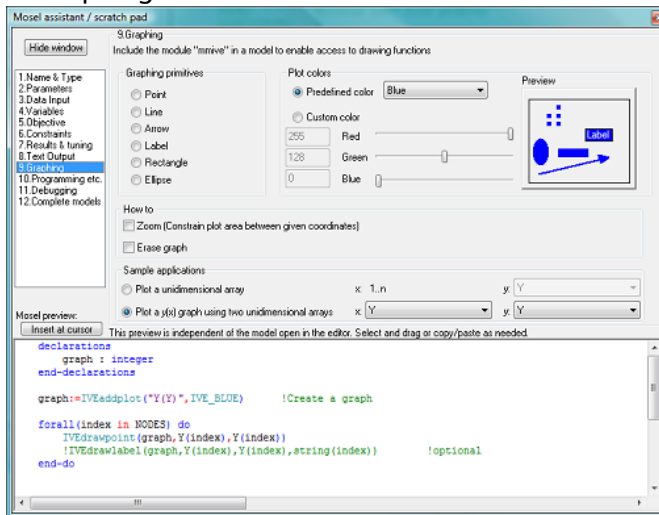 Mosel assistant / scratch pad
Hide window
9.Graphing
Include the module "mmive" in a model to enable access to drawing functions
1.Name & Type
2.Parameters
3.Data Input
4.Variables
5.Objective
6.Constraints
7.Results & tuning
8.Text Output
9.Graphing
10.Programming etc.
11.Debugging
12.Complete models
Graphing primitives
Point
Line
Arrow
Label
Rectangle
Ellipse
Plot colors
Predefined color Blue
Custom color
255 Red
128 Green
0 Blue
Preview
Label
How to
Zoom (Constrain plot area between given coordinates)
Erase graph
Sample applications
Plot a unidimensional array x: 1..n y: Y
Plot a y(x) graph using two unidimensional arrays x: Y y: Y
Mosel preview:
Insert at cursor
This preview is independent of the model open in the editor. Select and drag or copy/paste as needed.
declarations
graph : integer
end-declarations
graph:=IVEaddplot("Y(Y)",IVE_BLUE) !Create a graph
forall(index in NODES) do
IVEdrawpoint(graph,Y(index),Y(index))
!IVEdrawlabel(graph,Y(index),Y(index),string(index)) !optional
end-do